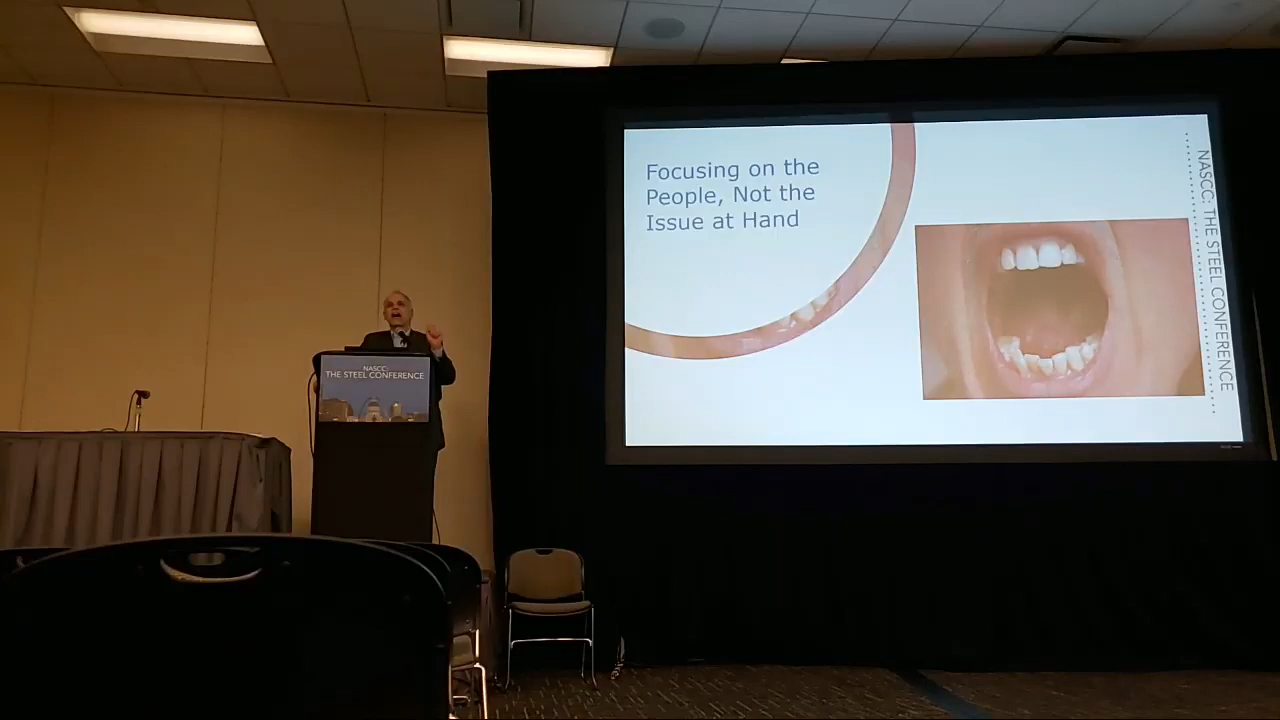 Focusing on the
People, Not the
Issue at Hand
NASCC: THE STEEL CONFERENCE
NASCC:
THE STEEL CONFERENCE